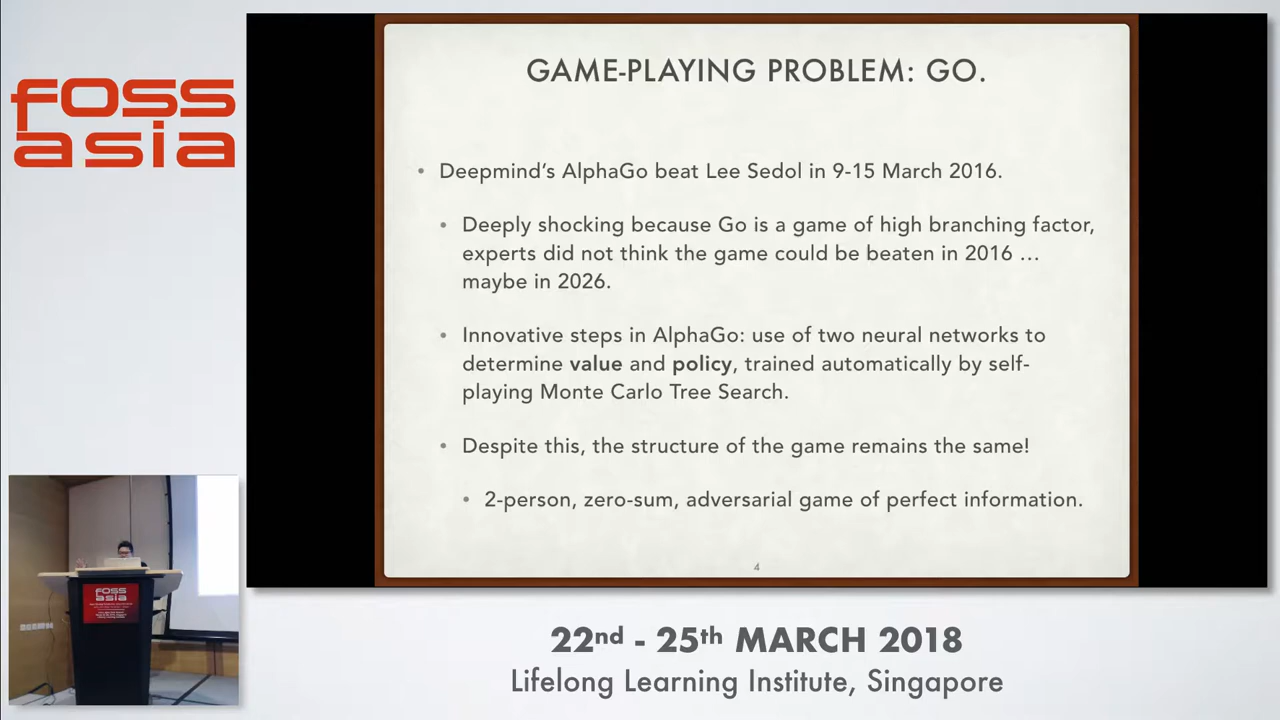 foss
asia
GAME-PLAYING PROBLEM: GO.
• Deepmind's AlphaGo beat Lee Sedol in 9-15 March 2016.
• Deeply shocking because Go is a game of high branching factor,
experts did not think the game could be beaten in 2016 …
maybe in 2026.
• Innovative steps in AlphaGo: use of two neural networks to
determine value and policy, trained automatically by self-
playing Monte Carlo Tree Search.
• Despite this, the structure of the game remains the same!
• 2-person, zero-sum, adversarial game of perfect information.
4
foss
asia
22nd - 25th MARCH 2018
Lifelong Learning Institute, Singapore